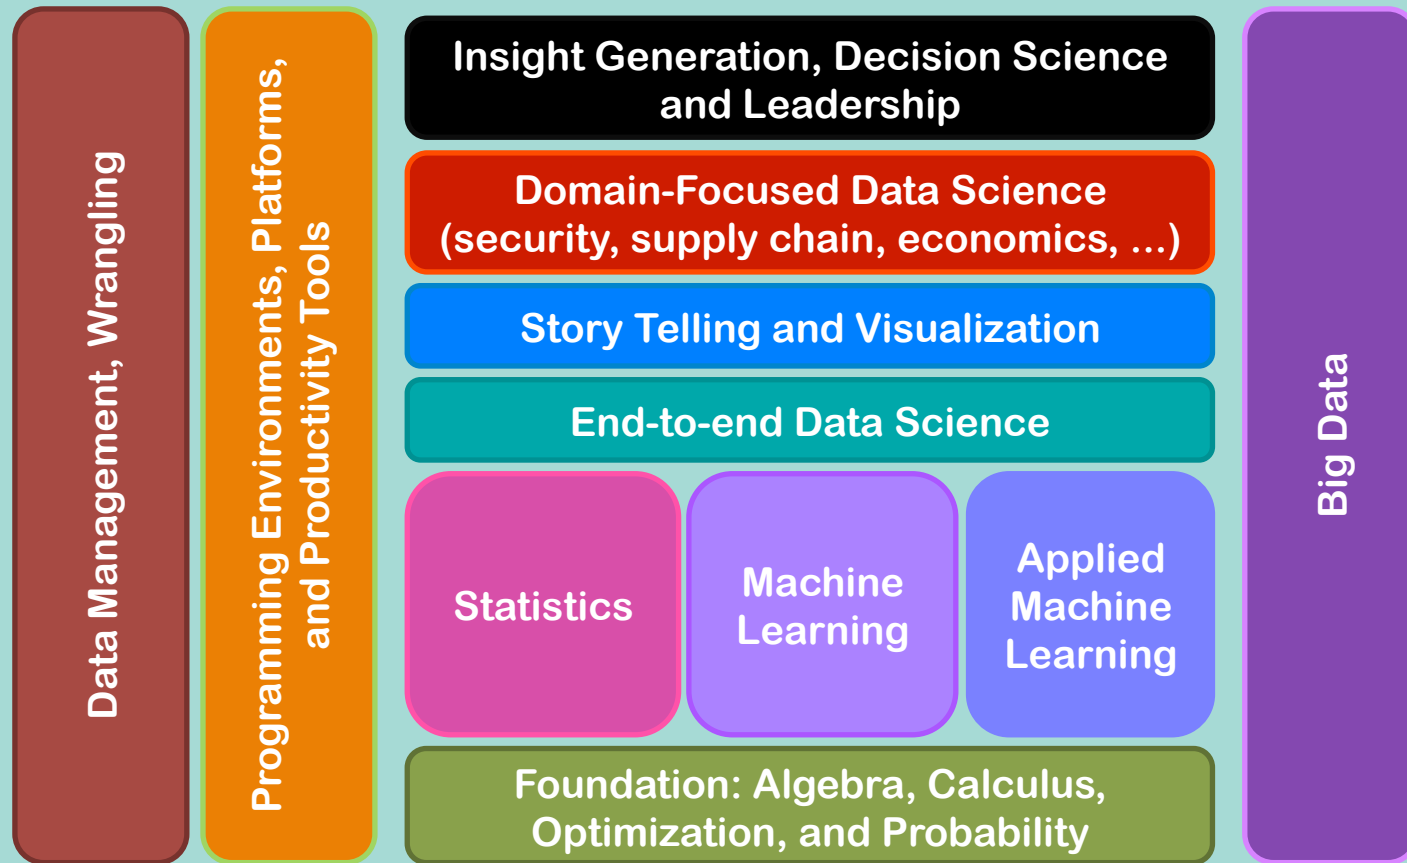 Data Management, Wrangling
Programming Environments, Platforms,
and Productivity Tools
Insight Generation, Decision Science
and Leadership
Domain-Focused Data Science
(security, supply chain, economics, ...)
Story Telling and Visualization
End-to-end Data Science
Statistics
Machine
Learning
Applied
Machine
Learning
Foundation: Algebra, Calculus,
Optimization, and Probability
Big Data